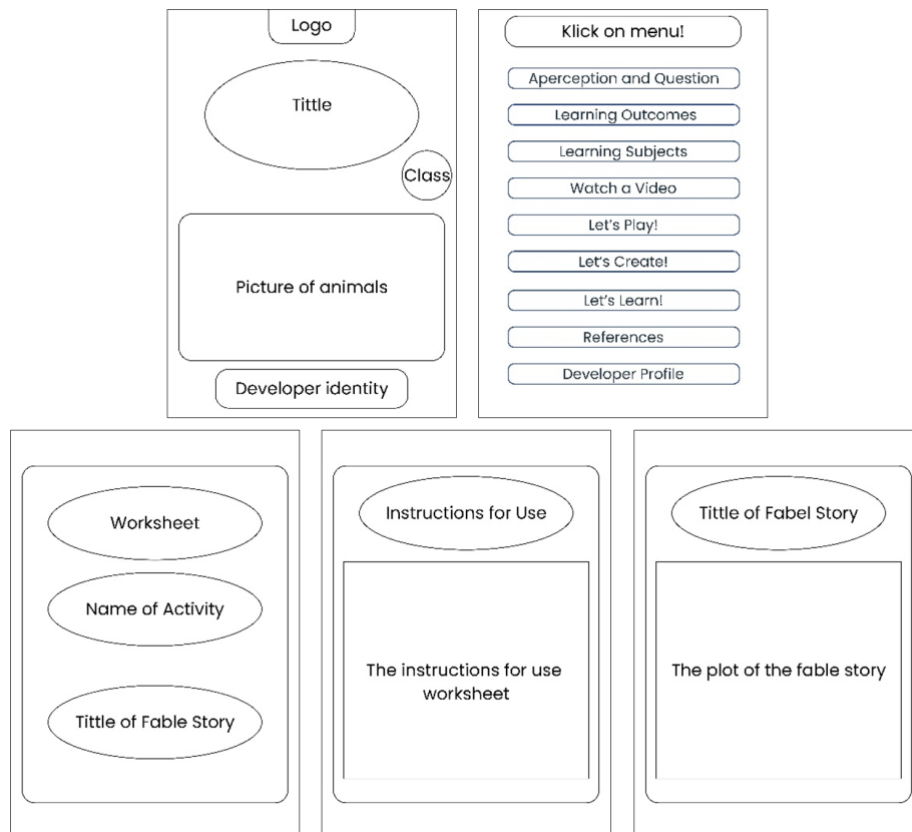 Logo
Tittle
Class
Picture of animals
Developer identity
Klick on menu!
Aperception and Question
Learning Outcomes
Learning Subjects
Watch a Video
Let's Play!
Let's Create!
Let's Learn!
References
Developer Profile
Worksheet
Name of Activity
Tittle of Fable Story
Instructions for Use
The instructions for use
worksheet
Tittle of Fabel Story
The plot of the fable story